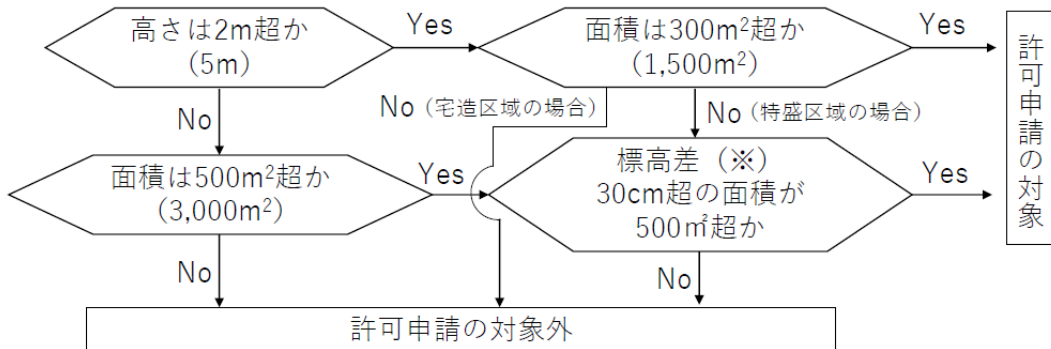 高さは2m超か
(5m)
Yes
面積は300m²超か
(1,500m²)
Yes
許可申請の対象
No
No（宅造区域の場合）
No（特盛区域の場合）
面積は500m²超か
(3,000m²)
Yes
標高差（※）
30cm超の面積が
500㎡超か
Yes
No
No
許可申請の対象外